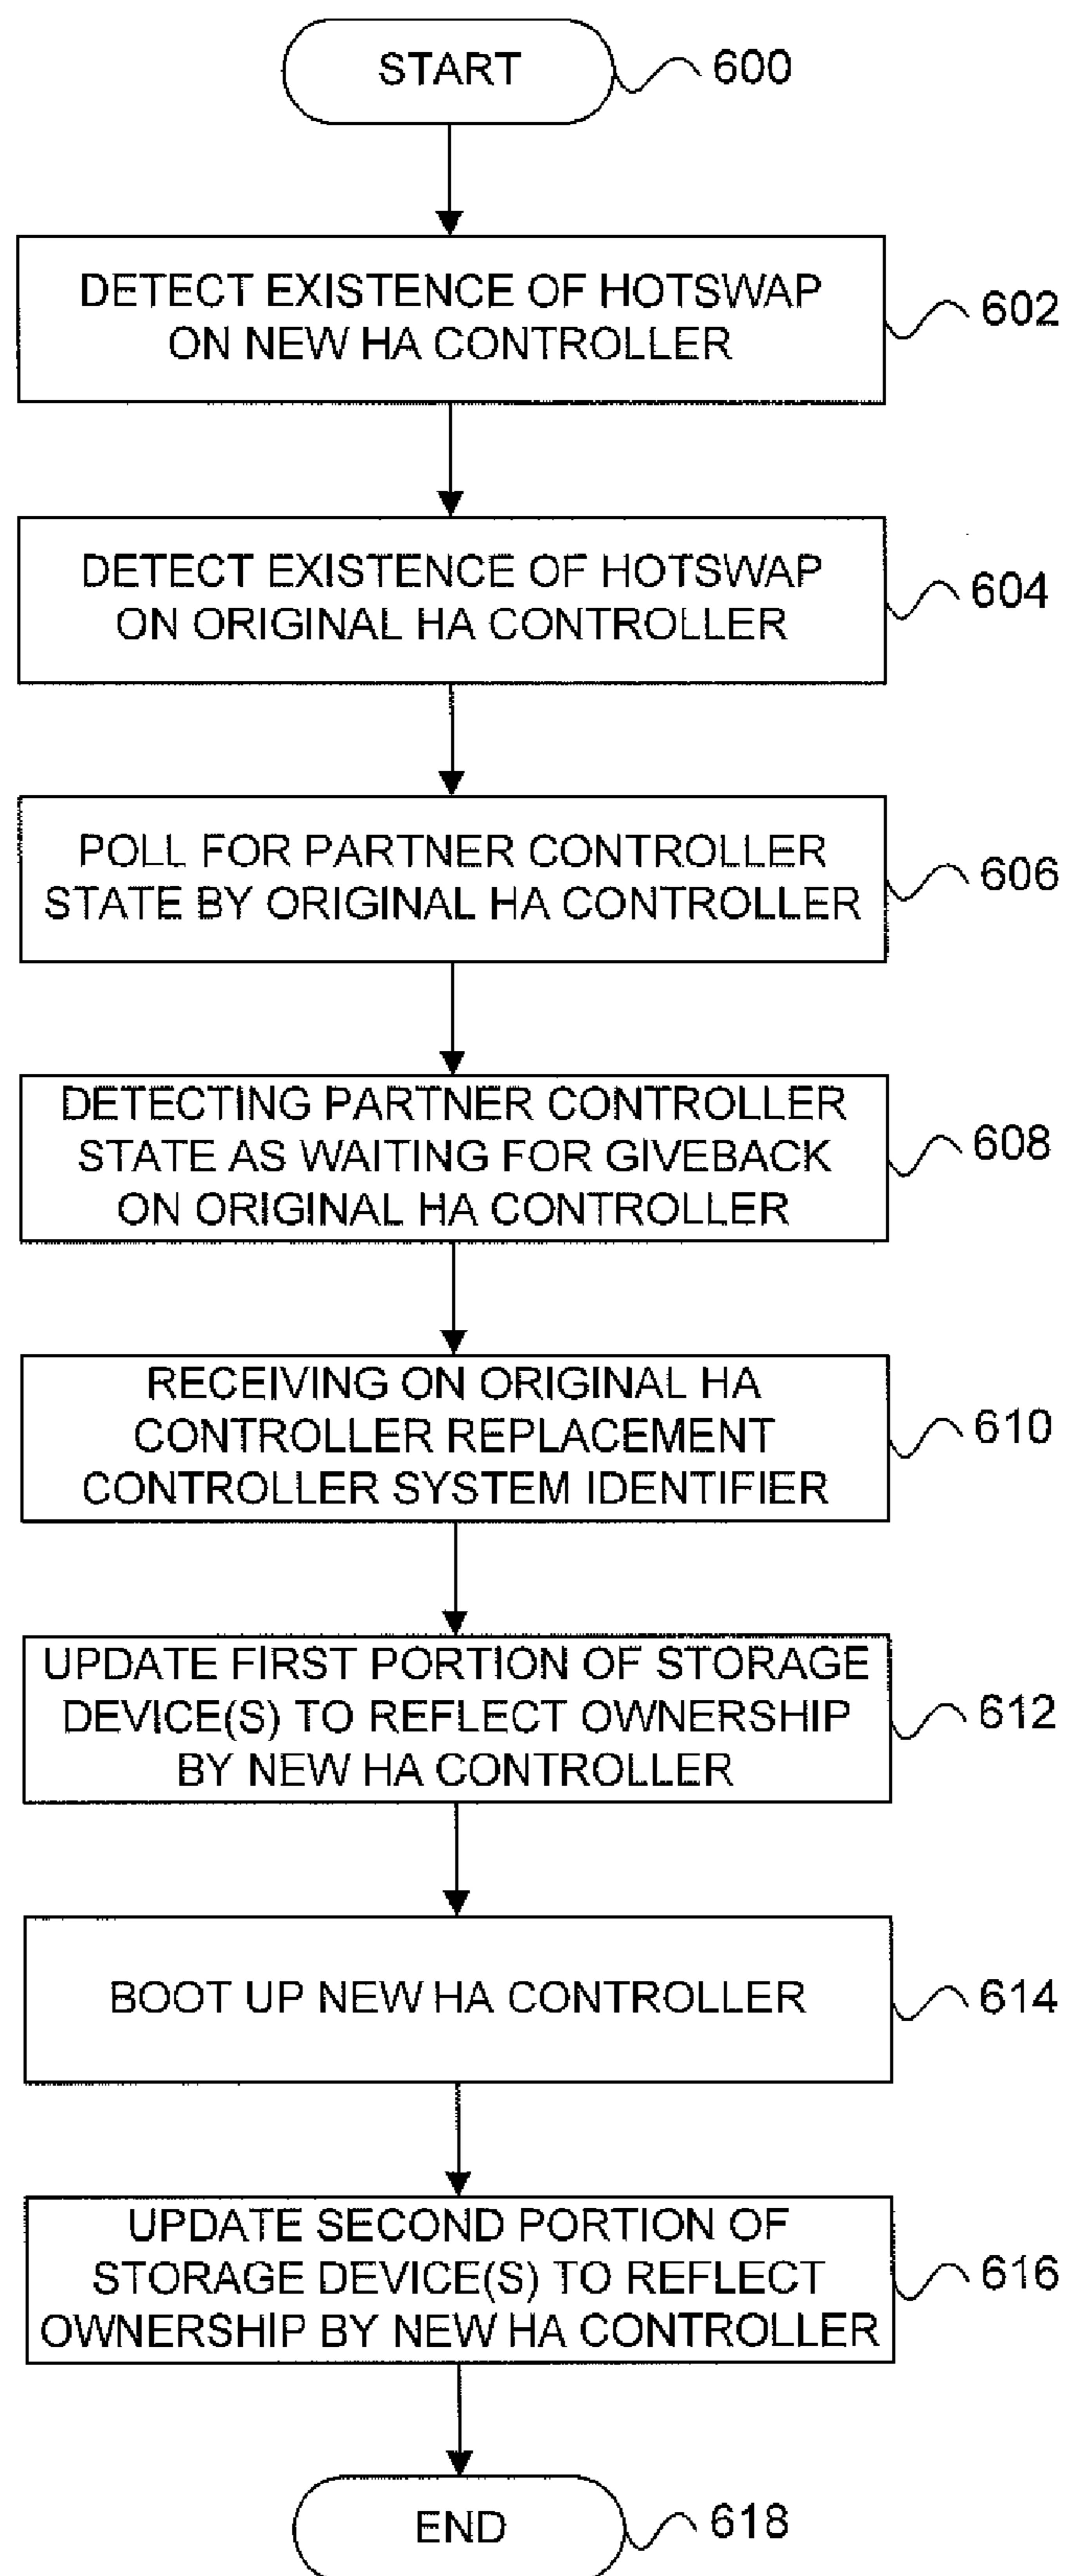 START
600
DETECT EXISTENCE OF HOTSWAP
ON NEW HA CONTROLLER
602
DETECT EXISTENCE OF HOTSWAP
ON ORIGINAL HA CONTROLLER
604
POLL FOR PARTNER CONTROLLER
STATE BY ORIGINAL HA CONTROLLER
606
DETECTING PARTNER CONTROLLER
STATE AS WAITING FOR GIVEBACK
ON ORIGINAL HA CONTROLLER
608
RECEIVING ON ORIGINAL HA
CONTROLLER REPLACEMENT
CONTROLLER SYSTEM IDENTIFIER
610
UPDATE FIRST PORTION OF STORAGE
DEVICE(S) TO REFLECT OWNERSHIP
BY NEW HA CONTROLLER
612
BOOT UP NEW HA CONTROLLER
614
UPDATE SECOND PORTION OF
STORAGE DEVICE(S) TO REFLECT
OWNERSHIP BY NEW HA CONTROLLER
616
END
618